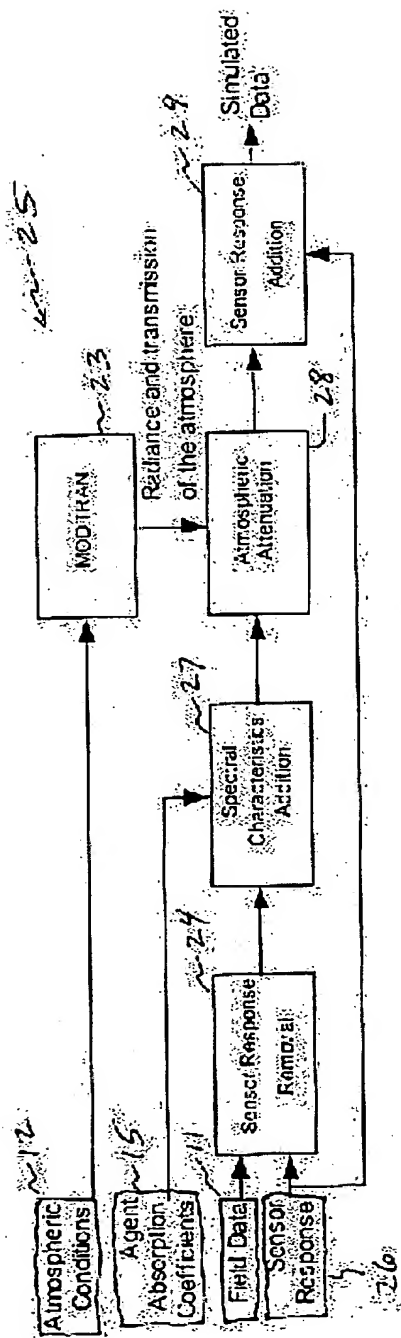 ~12
Atmospheric
Conditions
~15
Agent
Absorption
Coefficients
~11
Field Data
Sensor
Response
26
~24
Sensor Response
Removal
~27
Spectral
Characteristics
Addition
~23
MODTRAN
Radiance and transmission
of the atmosphere
Atmospheric
Attenuation
28
~25
~29
Sensor Response
Addition
Simulated
Data